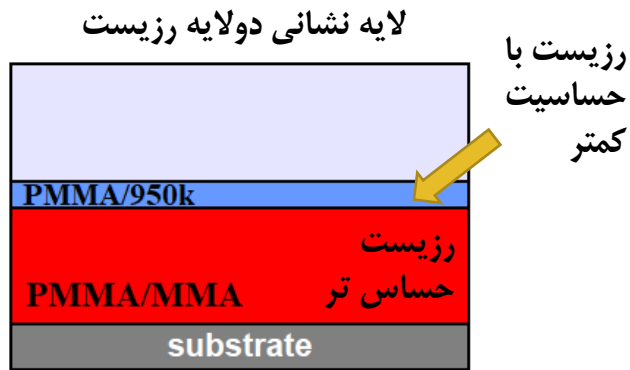 لایه نشانی دولایه رزیست
رزیست با
حساسیت
کمتر
PMMA/950k
رزیست
حساس تر
PMMA/MMA
substrate